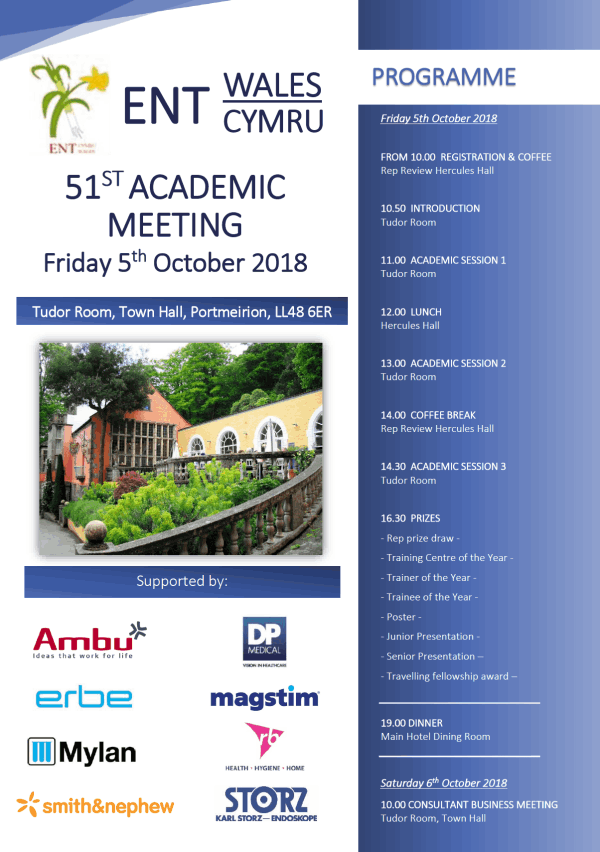 ENT CYMRU WALES
ENT WALES
CYMRU
51ST ACADEMIC
MEETING
Friday 5th October 2018
Tudor Room, Town Hall, Portmeirion, LL48 6ER
Supported by:
Ambu
Ideas that work for life
DP
MEDICAL
VISION IN HEALTHCARE
erbe
magstim
Mylan
rb
HEALTH • HYGIENE • HOME
smith&nephew
STORZ
KARL STORZ—ENDOSKOPE
PROGRAMME
Friday 5th October 2018
FROM 10.00 REGISTRATION & COFFEE
Rep Review Hercules Hall
10.50 INTRODUCTION
Tudor Room
11.00 ACADEMIC SESSION 1
Tudor Room
12.00 LUNCH
Hercules Hall
13.00 ACADEMIC SESSION 2
Tudor Room
14.00 COFFEE BREAK
Rep Review Hercules Hall
14.30 ACADEMIC SESSION 3
Tudor Room
16.30 PRIZES
- Rep prize draw -
- Training Centre of the Year -
- Trainer of the Year -
- Trainee of the Year -
- Poster -
- Junior Presentation -
- Senior Presentation –
- Travelling fellowship award –
19.00 DINNER
Main Hotel Dining Room
Saturday 6th October 2018
10.00 CONSULTANT BUSINESS MEETING
Tudor Room, Town Hall